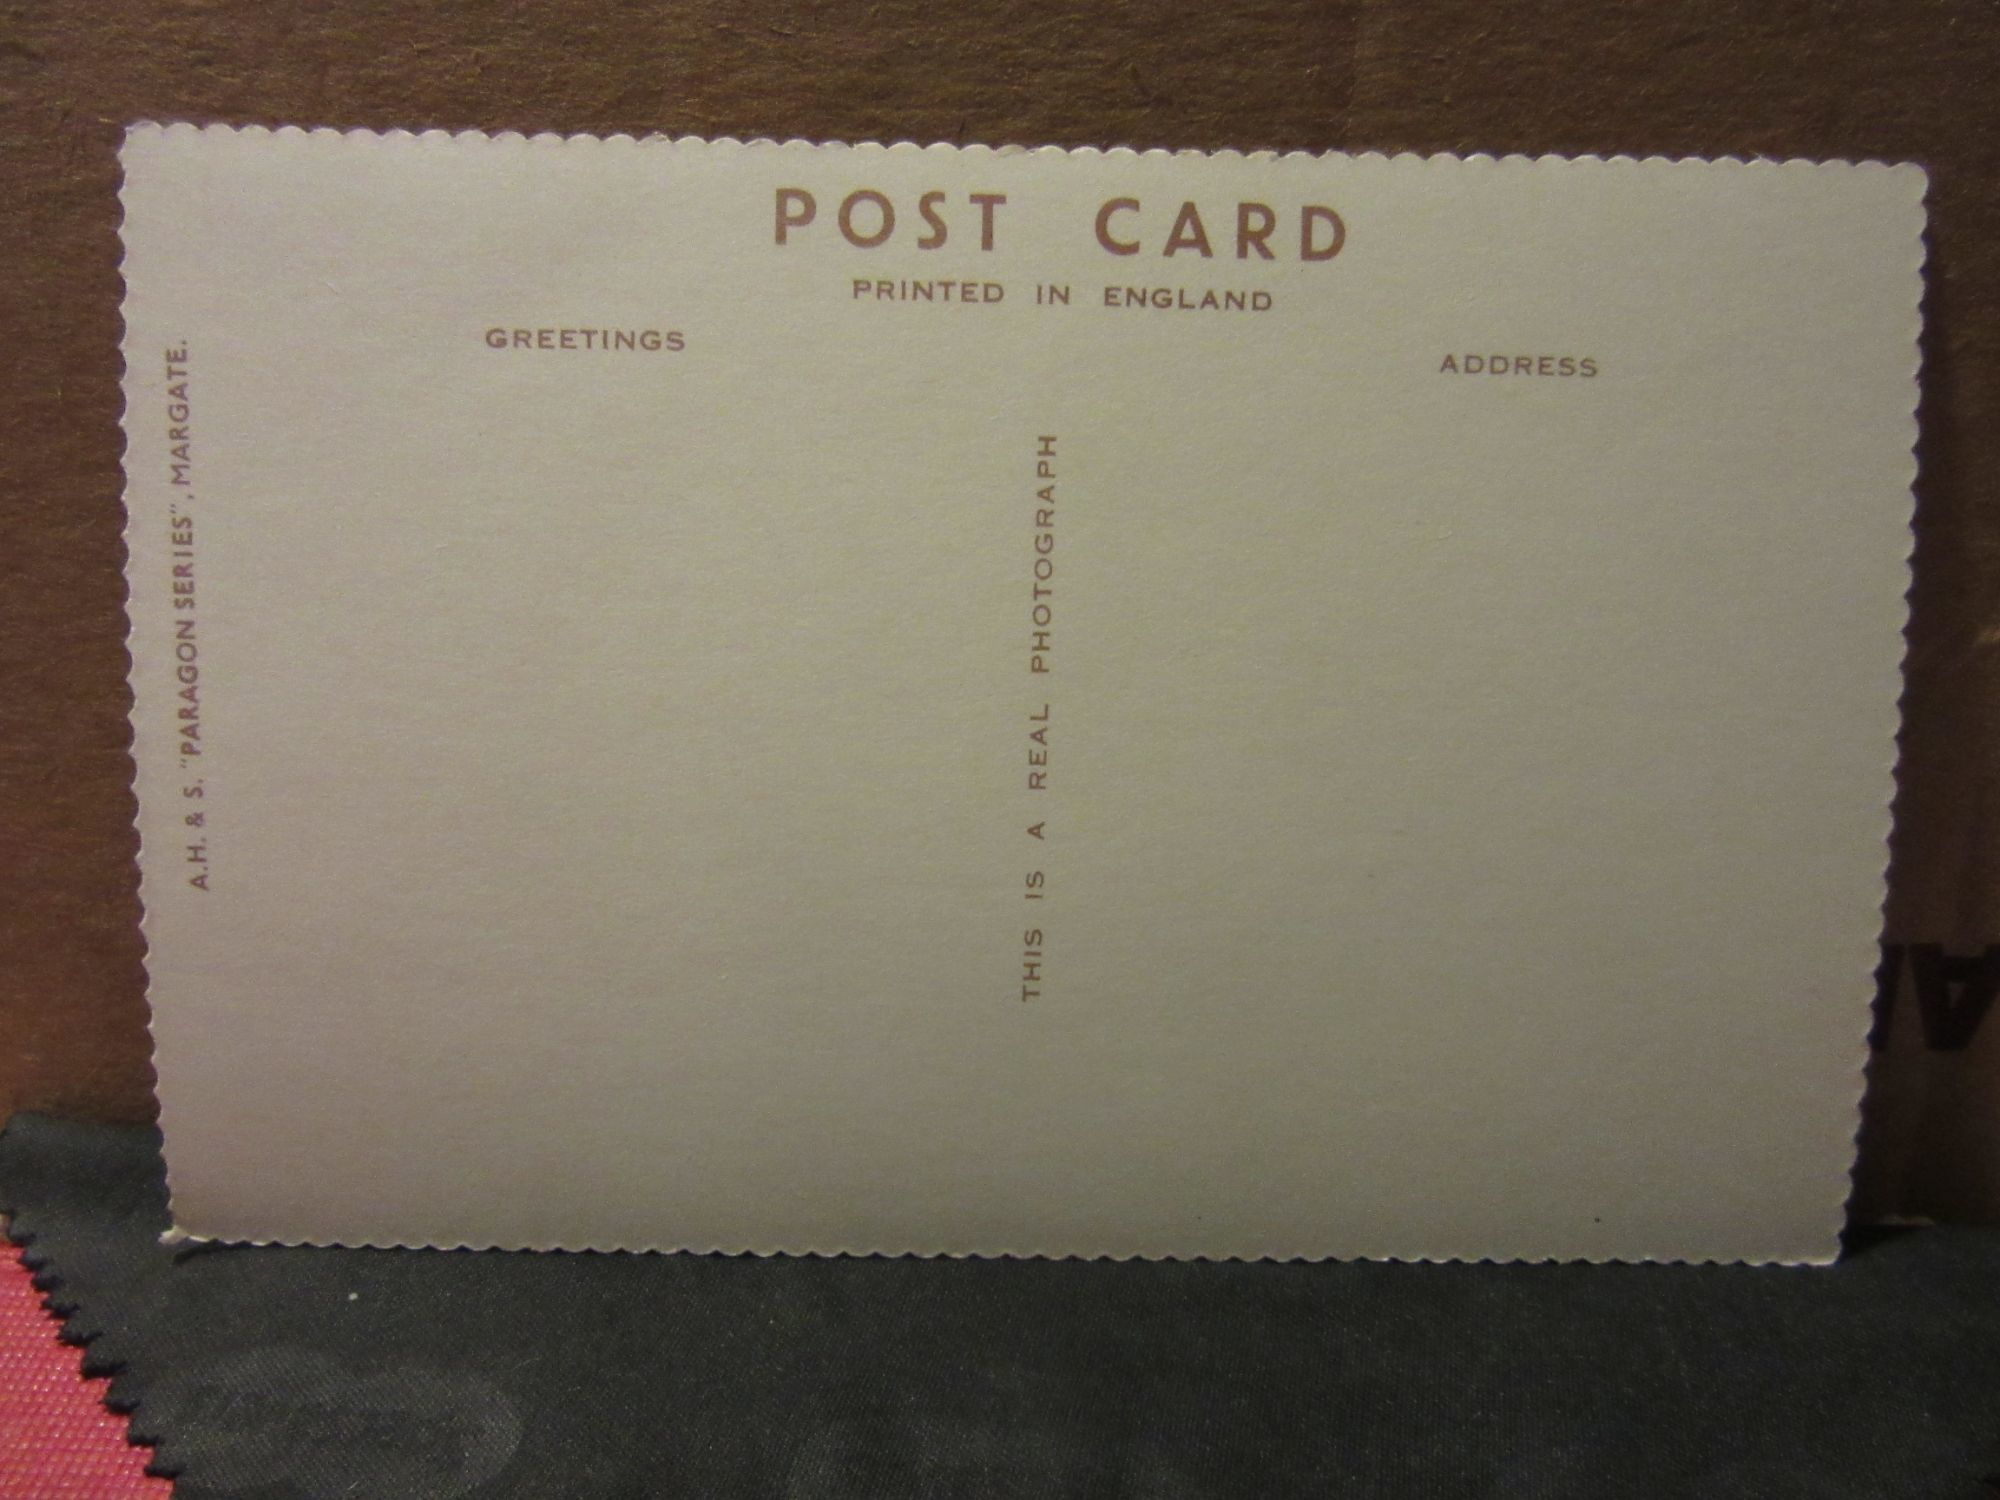 POST CARD
PRINTED IN ENGLAND
GREETINGS
ADDRESS
A.H. & S. "PARAGON SERIES", MARGATE.
THIS IS A REAL PHOTOGRAPH